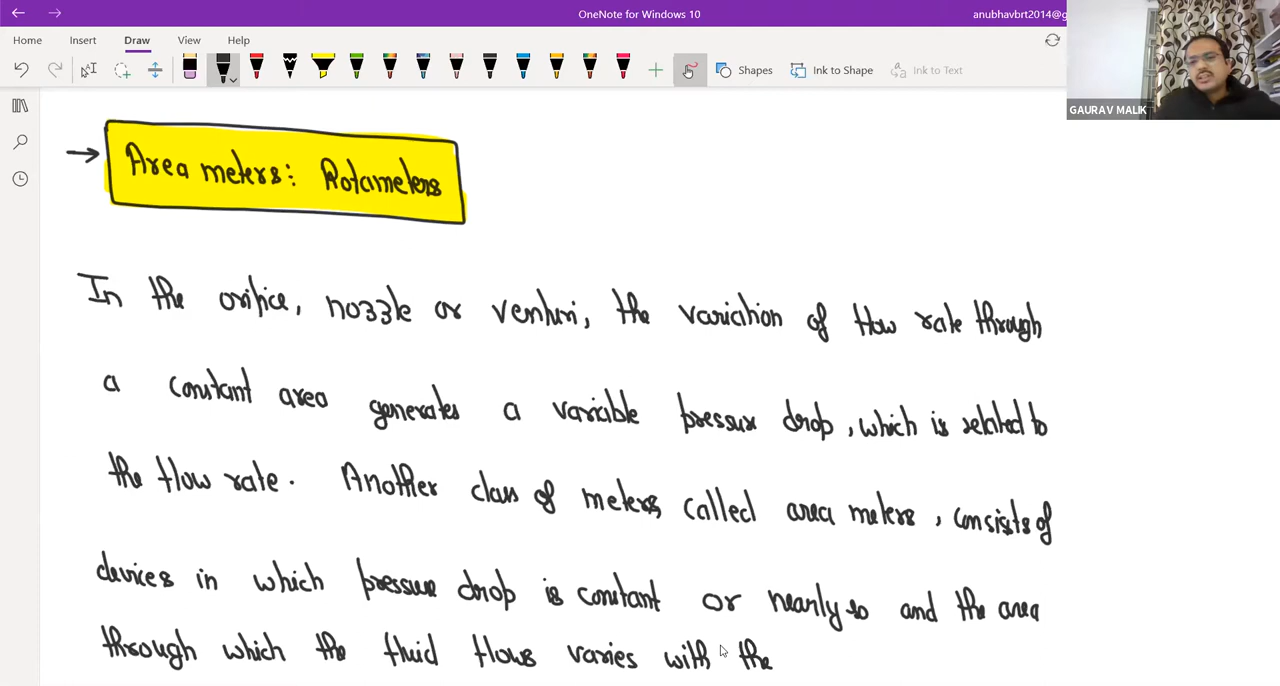 OneNote for Windows 10
anubhavbrt2014@g
Home Insert Draw View Help
Shapes Ink to Shape Ink to Text
GAURAV MALIK
→ Area meters: Rotameters
In the orifice, nozzle or venturi, the variation of flow rate through
a constant area generates a variable pressure drop, which is related to
the flow rate. Another class of meters, called area meters, consists of
devices in which pressure drop is constant or nearly so and the area
through which the fluid flows varies with the